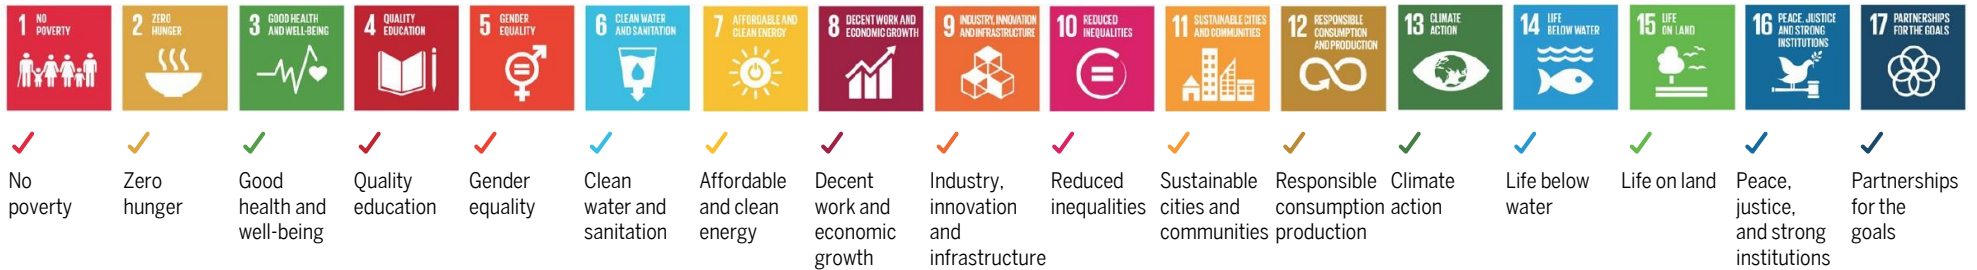 1 NO
POVERTY
2 ZERO
HUNGER
3 GOOD HEALTH
AND WELL-BEING
4 QUALITY
EDUCATION
5 GENDER
EQUALITY
6 CLEAN WATER
AND SANITATION
7 AFFORDABLE AND
CLEAN ENERGY
8 DECENT WORK AND
ECONOMIC GROWTH
9 INDUSTRY, INNOVATION
AND INFRASTRUCTURE
10 REDUCED
INEQUALITIES
11 SUSTAINABLE CITIES
AND COMMUNITIES
12 RESPONSIBLE
CONSUMPTION
AND PRODUCTION
13 CLIMATE
ACTION
14 LIFE
BELOW WATER
15 LIFE
ON LAND
16 PEACE, JUSTICE
AND STRONG
INSTITUTIONS
17 PARTNERSHIPS
FOR THE GOALS
No
poverty
Zero
hunger
Good
health and
well-being
Quality
education
Gender
equality
Clean
water and
sanitation
Affordable
and clean
energy
Decent
work and
economic
growth
Industry,
innovation
and
infrastructure
Reduced
inequalities
Sustainable
cities and
communities
Responsible
consumption
production
Climate
action
Life below
water
Life on land
Peace,
justice,
and strong
institutions
Partnerships
for the
goals